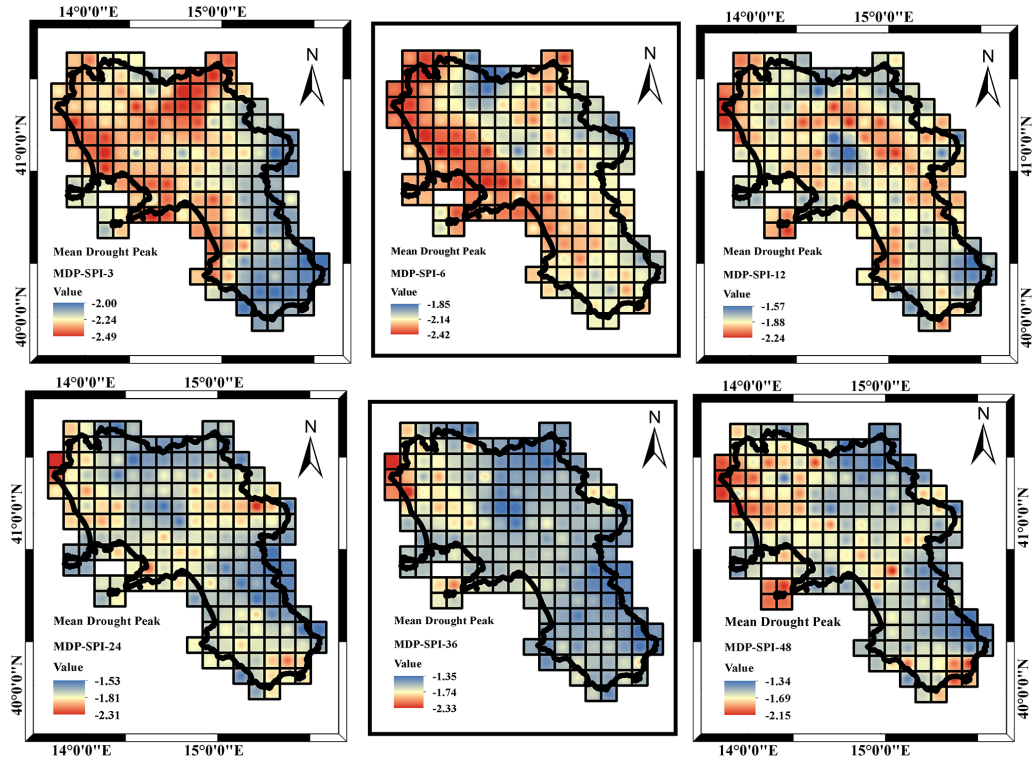 14°0'0"E 15°0'0"E
N
41°0'0"N
40°0'0"N
Mean Drought Peak
MDP-SPI-3
Value
-2.00
-2.24
-2.49
N
Mean Drought Peak
MDP-SPI-6
Value
-1.85
-2.14
-2.42
14°0'0"E 15°0'0"E
N
41°0'0"N
40°0'0"N
Mean Drought Peak
MDP-SPI-12
Value
-1.57
-1.88
-2.24
14°0'0"E 15°0'0"E
N
41°0'0"N
40°0'0"N
Mean Drought Peak
MDP-SPI-24
Value
-1.53
-1.81
-2.31
14°0'0"E 15°0'0"E
N
Mean Drought Peak
MDP-SPI-36
Value
-1.35
-1.74
-2.33
14°0'0"E 15°0'0"E
N
41°0'0"N
40°0'0"N
Mean Drought Peak
MDP-SPI-48
Value
-1.34
-1.69
-2.15
14°0'0"E 15°0'0"E